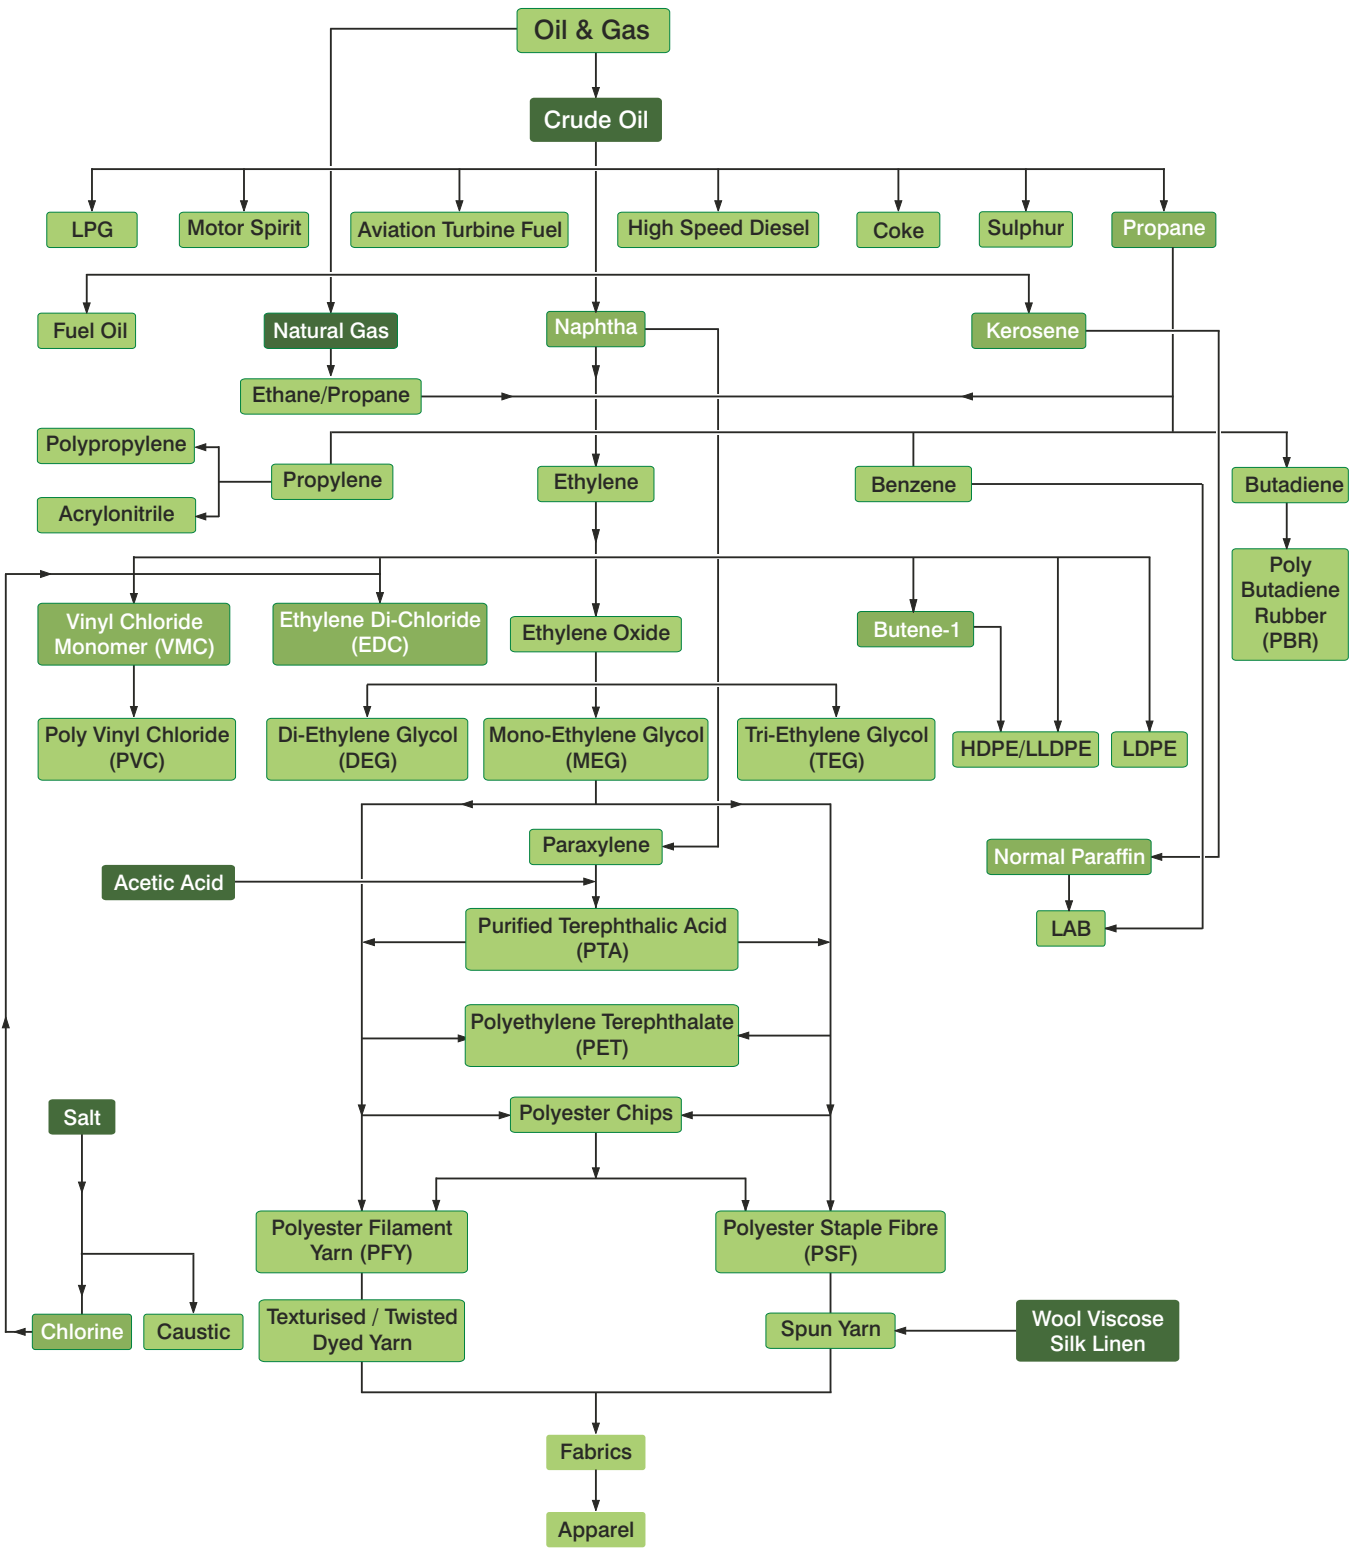 Oil & Gas
Crude Oil
LPG
Motor Spirit
Aviation Turbine Fuel
High Speed Diesel
Coke
Sulphur
Propane
Fuel Oil
Natural Gas
Naphtha
Kerosene
Ethane/Propane
Polypropylene
Propylene
Acrylonitrile
Ethylene
Benzene
Butadiene
Poly
Butadiene
Rubber
(PBR)
Vinyl Chloride
Monomer (VMC)
Ethylene Di-Chloride
(EDC)
Ethylene Oxide
Butene-1
Poly Vinyl Chloride
(PVC)
Di-Ethylene Glycol
(DEG)
Mono-Ethylene Glycol
(MEG)
Tri-Ethylene Glycol
(TEG)
HDPE/LLDPE
LDPE
Paraxylene
Normal Paraffin
Acetic Acid
Purified Terephthalic Acid
(PTA)
LAB
Polyethylene Terephthalate
(PET)
Salt
Polyester Chips
Polyester Filament
Yarn (PFY)
Polyester Staple Fibre
(PSF)
Chlorine
Caustic
Texturised / Twisted
Dyed Yarn
Spun Yarn
Wool Viscose
Silk Linen
Fabrics
Apparel